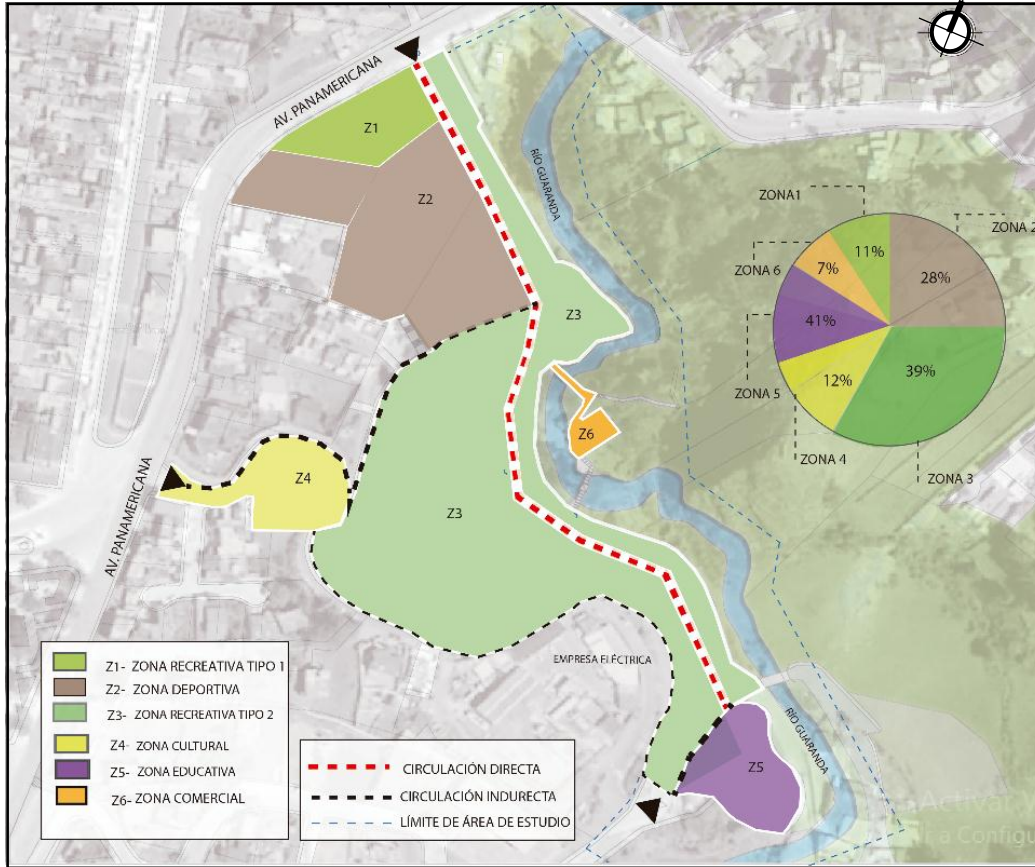 AV. PANAMERICANA
Z1
Z2
RÍO GUARANDA
Z3
Z6
Z4
Z3
AV. PANAMERICANA
EMPRESA ELÉCTRICA
RÍO GUARANDA
Z5
ZONA1
ZONA 2
11%
ZONA 6
7%
28%
41%
12%
39%
ZONA 5
ZONA 4
ZONA 3
Z1- ZONA RECREATIVA TIPO 1
Z2- ZONA DEPORTIVA
Z3- ZONA RECREATIVA TIPO 2
Z4- ZONA CULTURAL
Z5- ZONA EDUCATIVA
Z6- ZONA COMERCIAL
CIRCULACIÓN DIRECTA
CIRCULACIÓN INDURECTA
LÍMITE DE ÁREA DE ESTUDIO
Activar
a Config